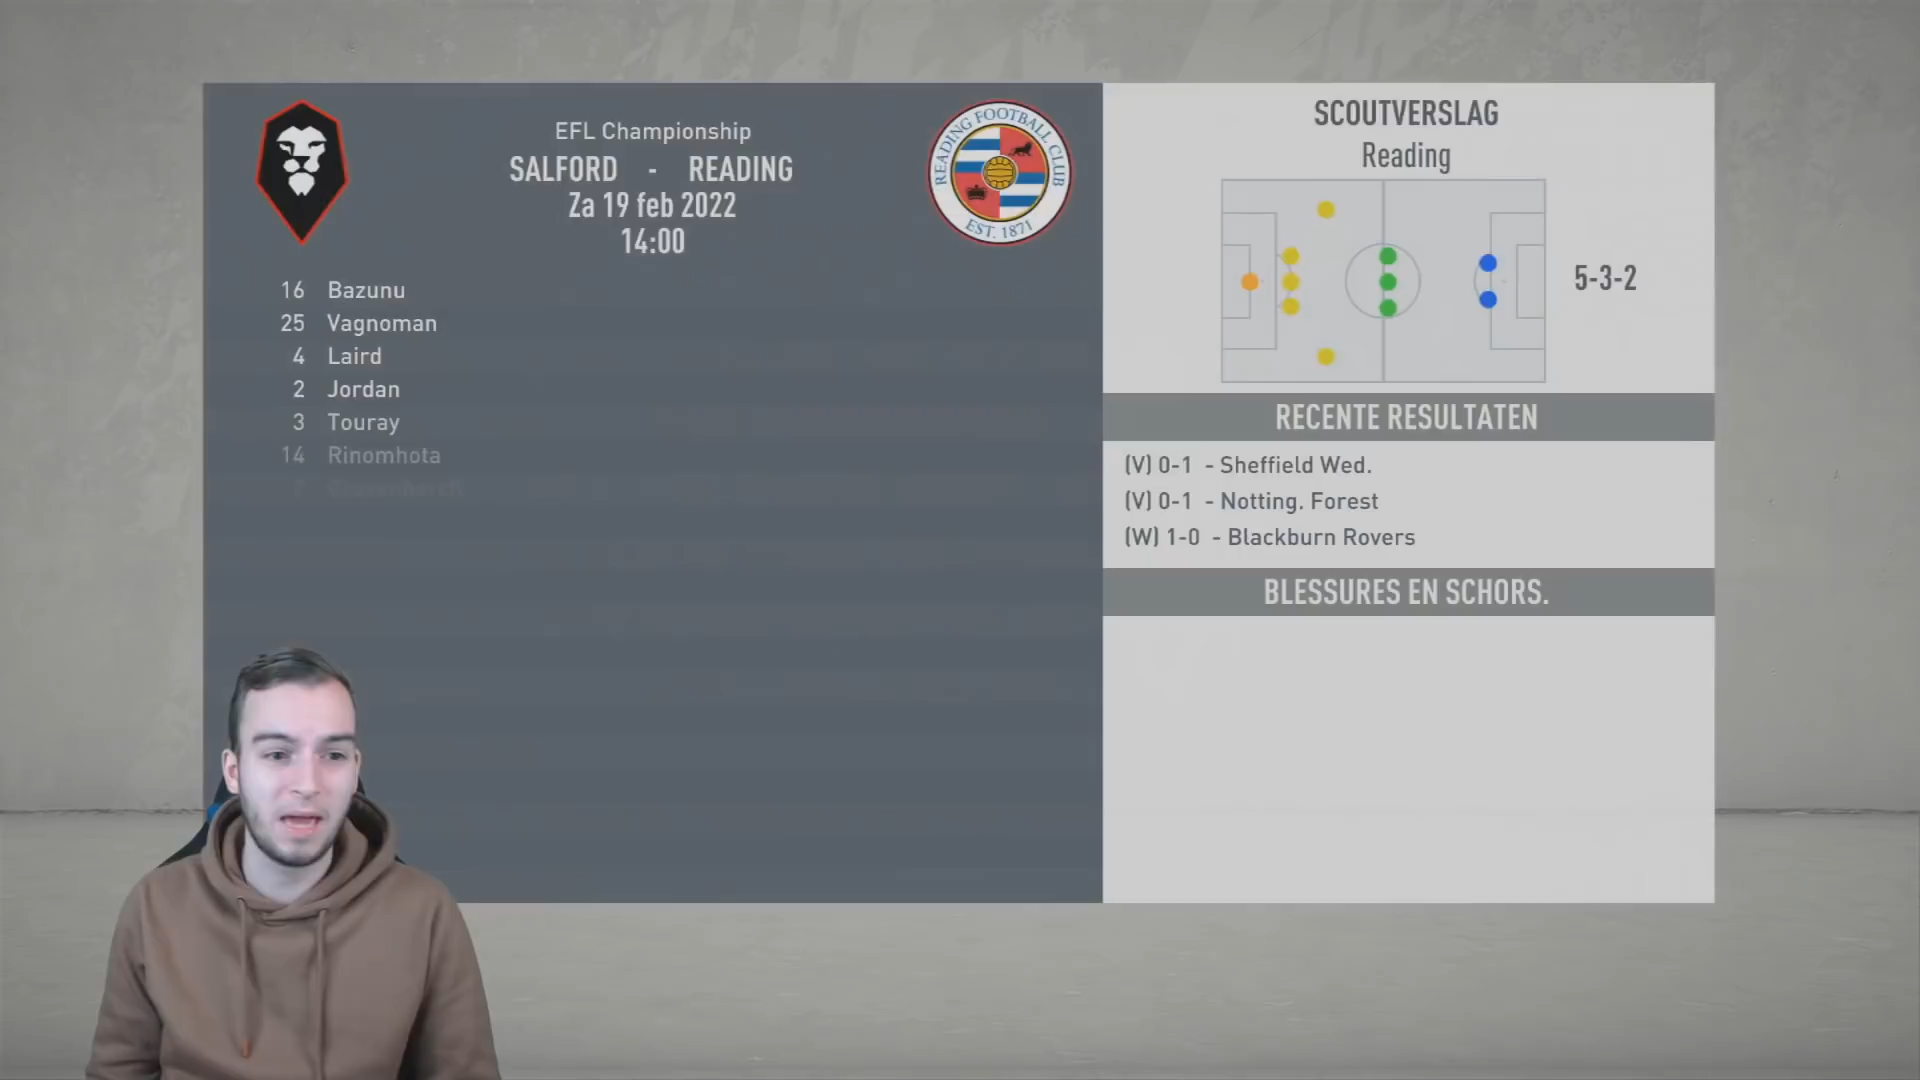 EFL Championship
SALFORD - READING
Za 19 feb 2022
14:00
READING FOOTBALL CLUB
EST. 1871
16 Bazunu
25 Vagnoman
4 Laird
2 Jordan
3 Touray
14 Rinomhota
7
SCOUTVERSLAG
Reading
5-3-2
RECENTE RESULTATEN
(V) 0-1 - Sheffield Wed.
(V) 0-1 - Notting. Forest
(W) 1-0 - Blackburn Rovers
BLESSURES EN SCHORS.